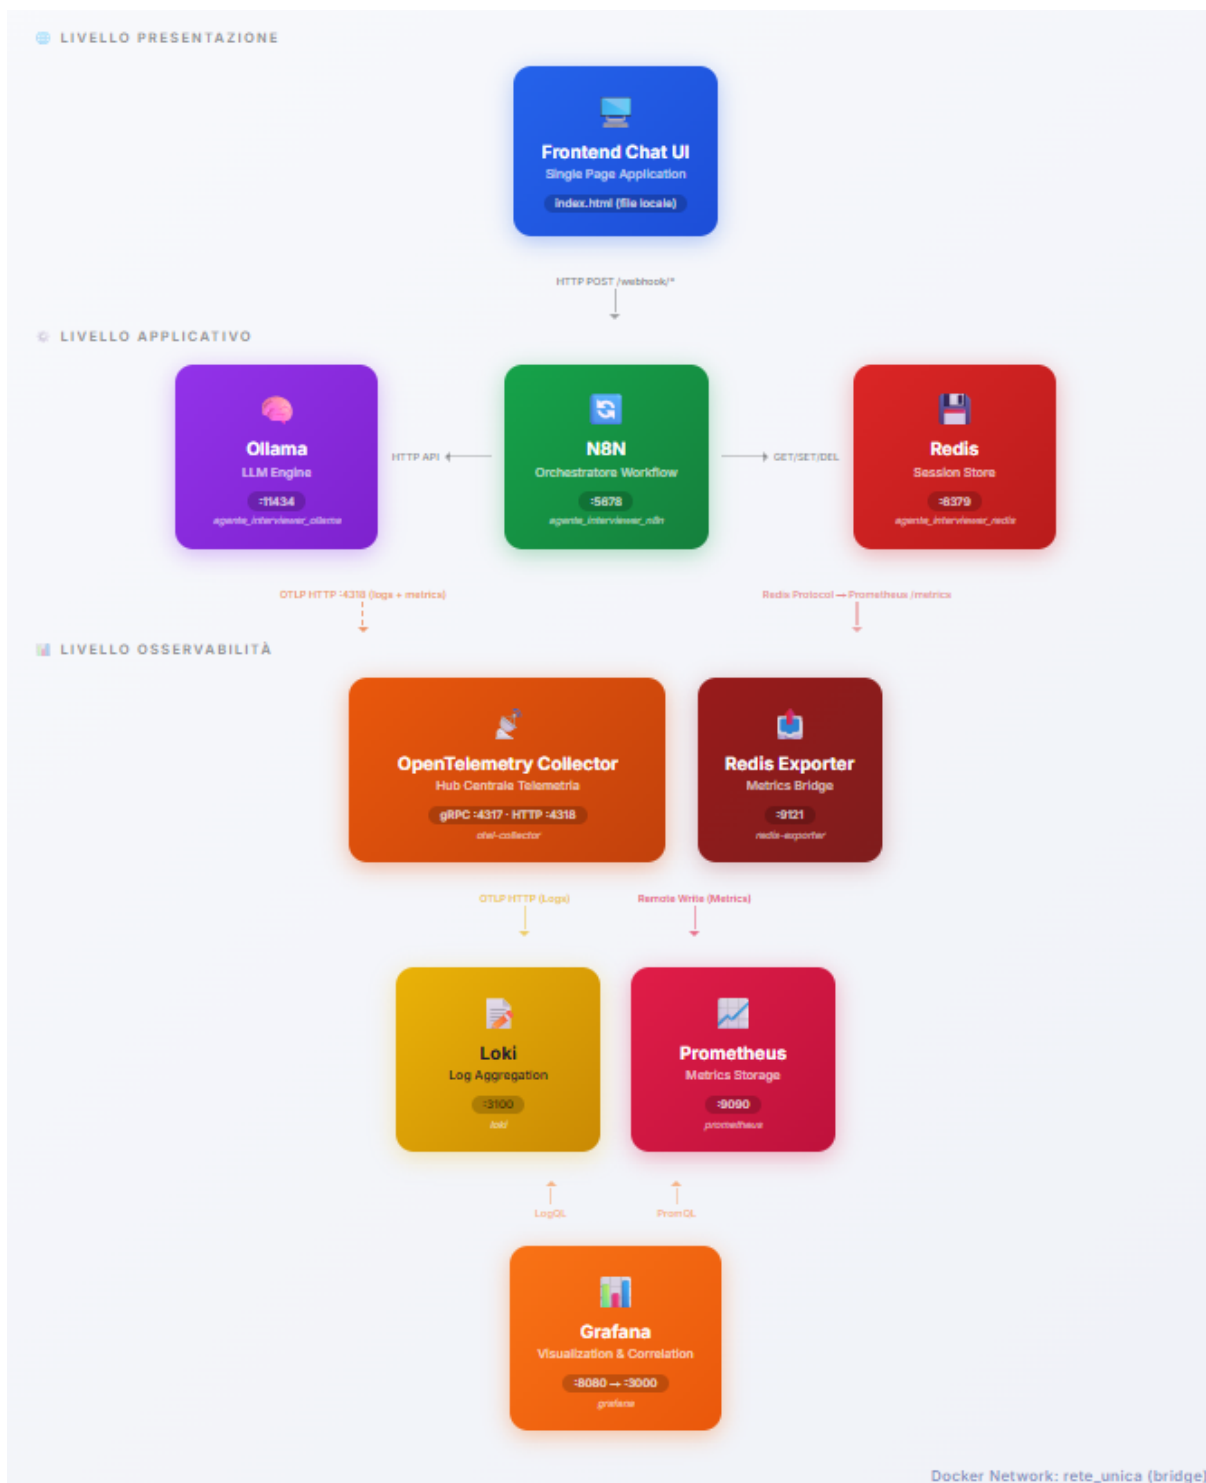 LIVELLO PRESENTAZIONE
Frontend Chat UI
Single Page Application
index.html (file locale)
HTTP POST /webhook/*
LIVELLO APPLICATIVO
Ollama
LLM Engine
:11434
agente_interviewer_ollama
HTTP API
N8N
Orchestratore Workflow
:5678
agente_interviewer_n8n
GET/SET/DEL
Redis
Session Store
:6379
agente_interviewer_redis
OTLP HTTP :4318 (logs + metrics)
Redis Protocol → Prometheus /metrics
LIVELLO OSSERVABILITÀ
OpenTelemetry Collector
Hub Centrale Telemetria
gRPC :4317 · HTTP :4318
otel-collector
Redis Exporter
Metrics Bridge
:9121
redis-exporter
OTLP HTTP (Logs)
Remote Write (Metrics)
Loki
Log Aggregation
:3100
loki
Prometheus
Metrics Storage
:9090
prometheus
LogQL
PromQL
Grafana
Visualization & Correlation
:8080 → :3000
grafana
Docker Network: rete_unica (bridge)